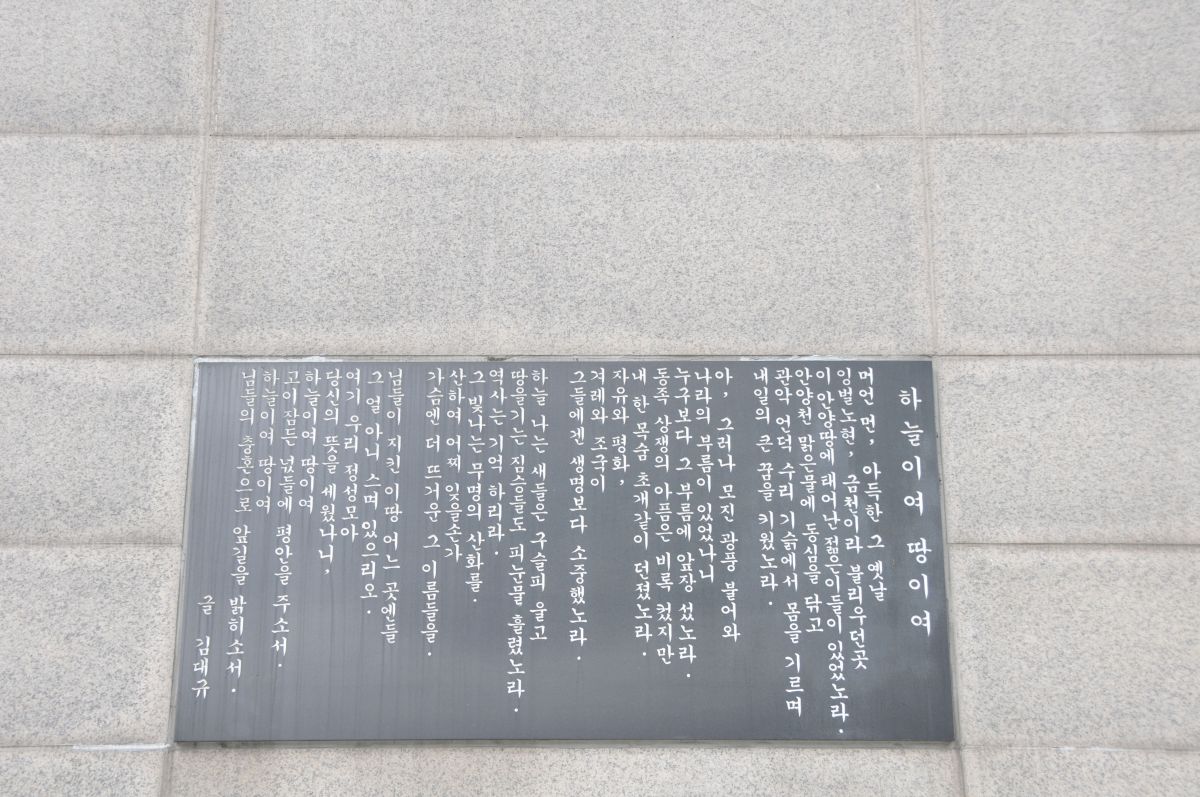 하늘이여 땅이여
머언 먼, 아득한 그 옛날
잉벌노현, 금천이라 불리우던곳
이 안양땅에 태어난 젊은이들이 있었노라.
안양천 맑은물에 동심을 닦고
관악 언덕 수리 기슭에서 몸을 기르며
내일의 큰 꿈을 키웠노라.
아, 그러나 모진 광풍 불어와
나라의 부름이 있었나니
누구보다 그 부름에 앞장 섰노라.
동족 상쟁의 아픔은 비록 컸지만
내 한 목숨 초개같이 던졌노라.
자유와 평화,
겨레와 조국이
그들에겐 생명보다 소중했노라.
하늘 나는 새들은 구슬피 울고
땅을기는 짐승들도 피눈물 흘렸노라.
역사는 기억 하리라.
그 빛나는 무명의 산화를.
산하여 어찌 잊을손가
가슴엔 더 뜨거운 그 이름들을.
님들이 지킨 이땅 어느 곳엔들
그 얼 아니 스며 있으리오.
여기 우리 정성모아
당신의 뜻을 세웠나니,
하늘이여 땅이여
고이 잠든 넋들에 평안을 주소서.
하늘이여 땅이여
님들의 충혼으로 앞길을 밝히소서.
글 김대규